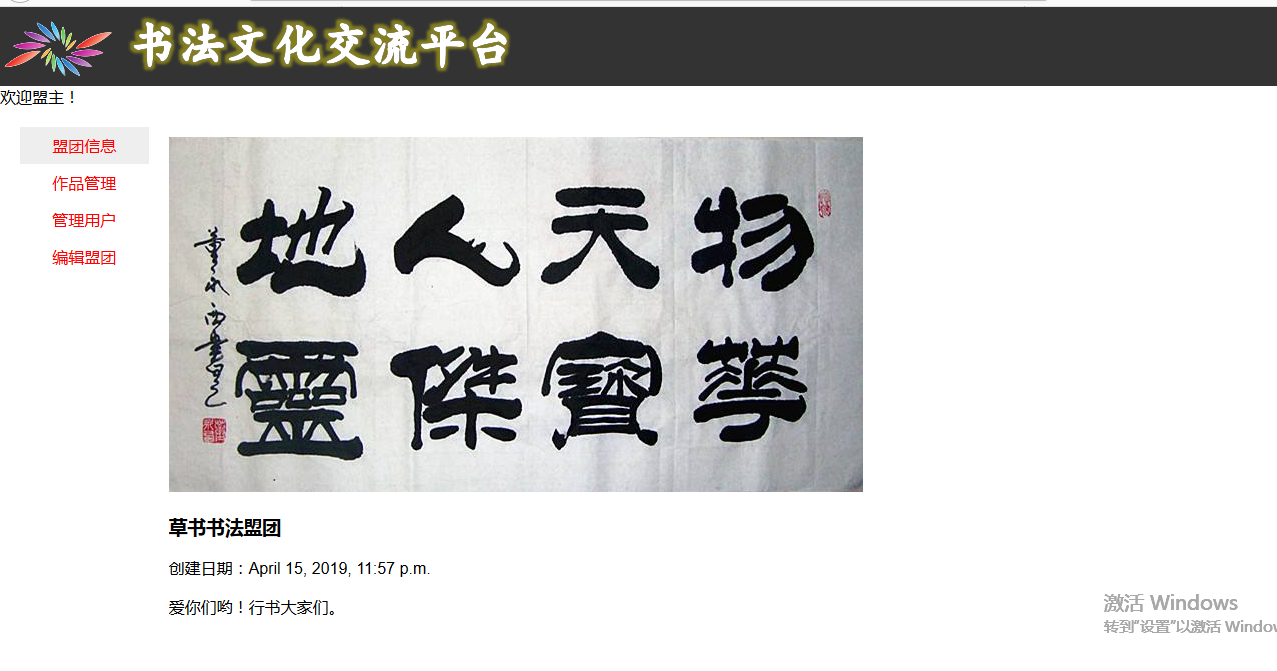 书法文化交流平台
欢迎盟主！
盟团信息
作品管理
管理用户
编辑盟团
物華
天寶
人傑
地靈
草书书法盟团
创建日期：April 15, 2019, 11:57 p.m.
爱你们哟！行书大家们。
激活 Windows
转到"设置"以激活 Window